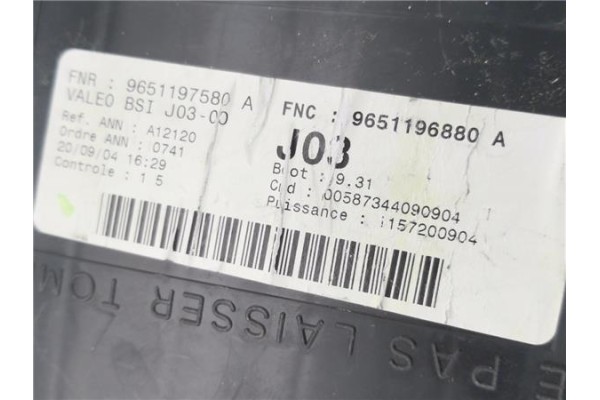 FNR : 9651197580 A
VALEO BSI J03-00
Ref. ANN : A12120
Ordre ANN : 0741
20/09/04 16:29
Controle : 1 5
FNC : 9651196880 A
J03
Boot : 9.31
Cmd : 00587344090904
Puissance : i157200904
E PAS LAISSER TOM